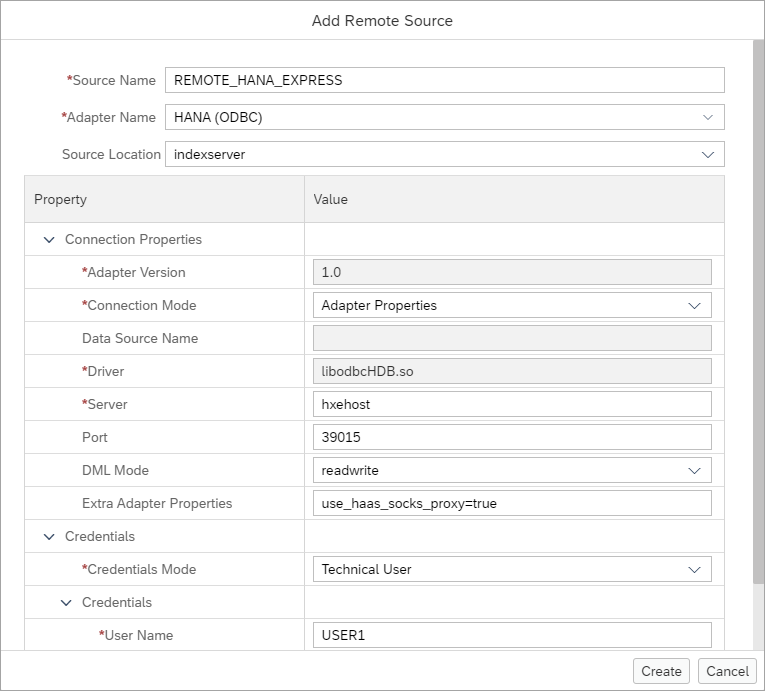 Add Remote Source
*Source Name REMOTE_HANA_EXPRESS
*Adapter Name HANA (ODBC)
Source Location indexserver
Property Value
Connection Properties
*Adapter Version 1.0
*Connection Mode Adapter Properties
Data Source Name
*Driver libodbcHDB.so
*Server hxehost
Port 39015
DML Mode readwrite
Extra Adapter Properties use_haas_socks_proxy=true
Credentials
*Credentials Mode Technical User
Credentials
*User Name USER1
Create Cancel